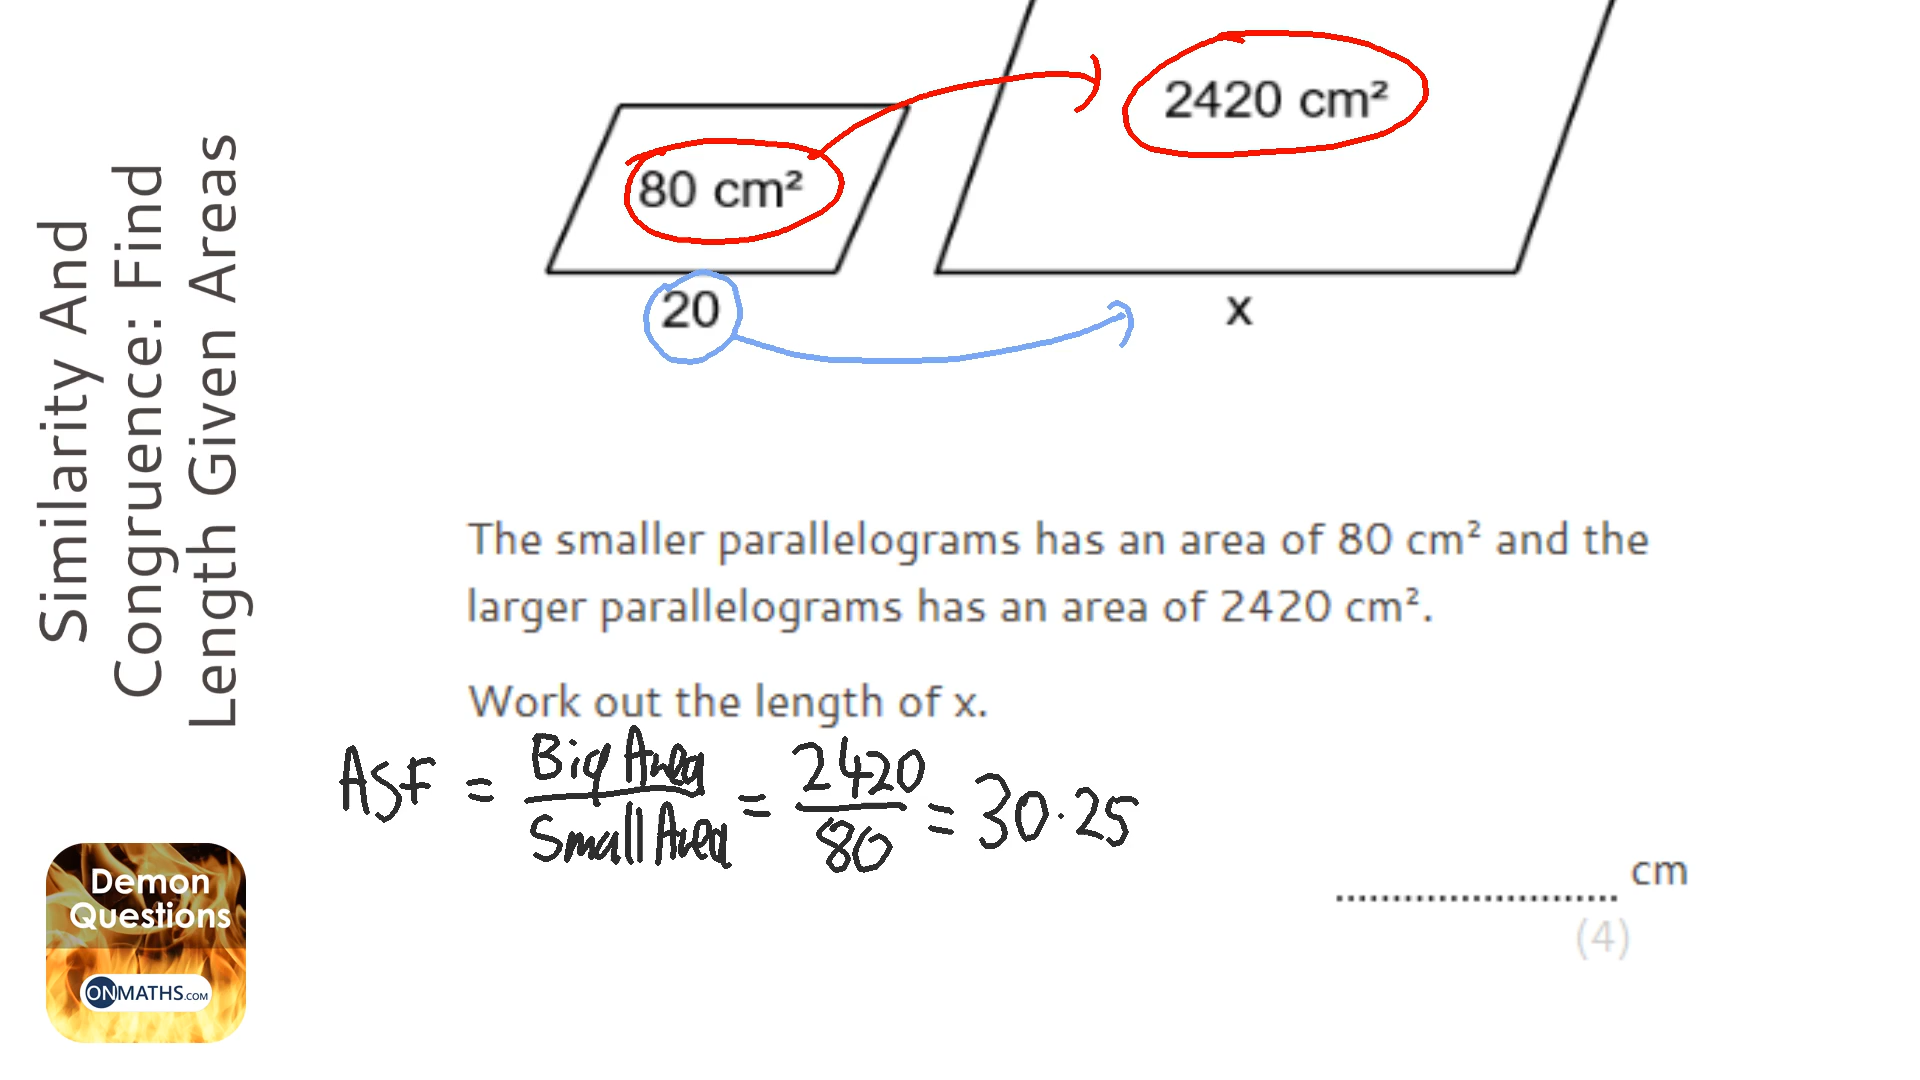 Similarity And
Congruence: Find
Length Given Areas
80 cm²
2420 cm²
20
x
The smaller parallelograms has an area of 80 cm² and the
larger parallelograms has an area of 2420 cm².
Work out the length of x.
ASF = Big Area / Small Area = 2420 / 80 = 30.25
cm
(4)
Demon
Questions
ONMATHS.COM